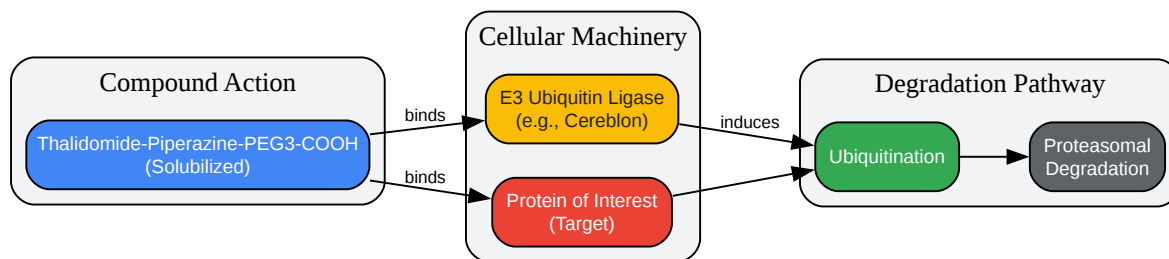 Compound Action
Thalidomide-Piperazine-PEG3-COOH
(Solubilized)
binds
binds
Cellular Machinery
E3 Ubiquitin Ligase
(e.g., Cereblon)
Protein of Interest
(Target)
induces
Degradation Pathway
Ubiquitination
Proteasomal
Degradation